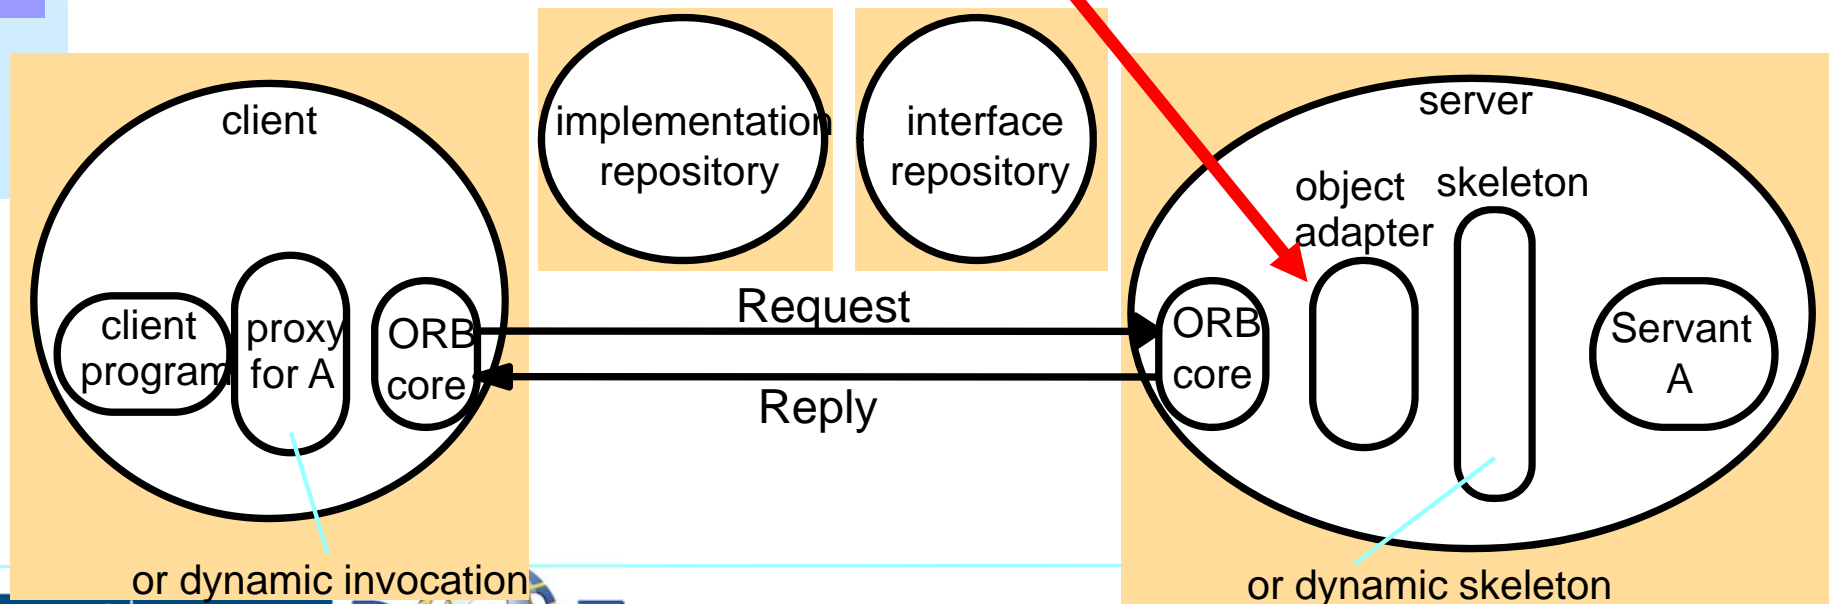 client
implementation
repository
interface
repository
server
object
adapter
skeleton
client
program
proxy
for A
ORB
core
Request
Reply
ORB
core
Servant
A
or dynamic invocation
or dynamic skeleton